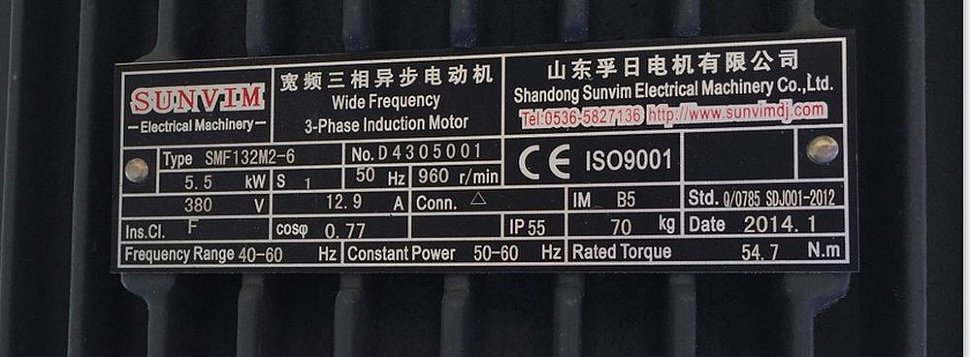 SUNVIM
Electrical Machinery
宽频三相异步电动机
Wide Frequency
3-Phase Induction Motor
山东孚日电机有限公司
Shandong Sunvim Electrical Machinery Co.,Ltd.
Tel:0536-5827136 http://www.sunvimdj.com
Type SMF132M2-6 No. D4305001
CE ISO9001
5.5 kW S 1 50 Hz 960 r/min
380 V 12.9 A Conn. △ IM B5 Std. Q/0785 SDJ001-2012
Ins.Cl. F cosφ 0.77 IP55 70 kg Date 2014.1
Frequency Range 40-60 Hz Constant Power 50-60 Hz Rated Torque 54.7 N.m